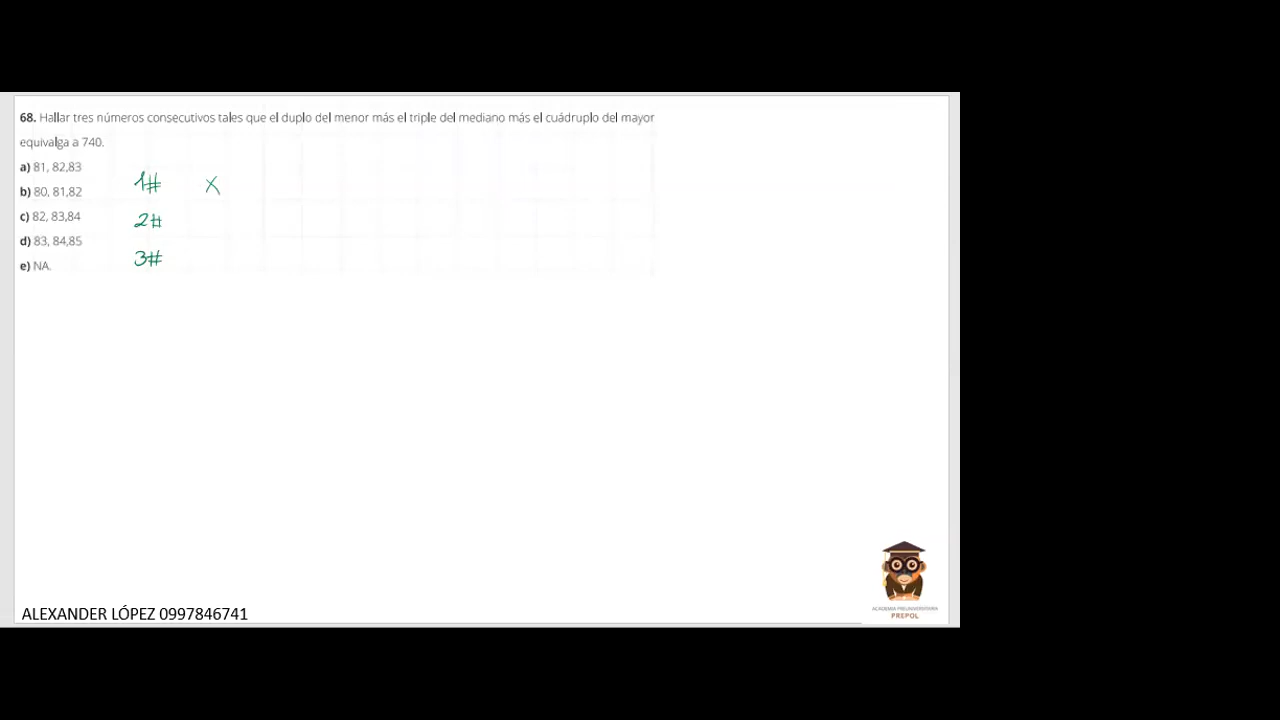 68. Hallar tres números consecutivos tales que el duplo del menor más el triple del mediano más el cuádruplo del mayor
equivalga a 740.
a) 81, 82,83
b) 80, 81,82
c) 82, 83,84
d) 83, 84,85
e) NA.
1# x
2#
3#
ALEXANDER LÓPEZ 0997846741
ACADEMIA PREUNIVERSITARIA
PREPOL